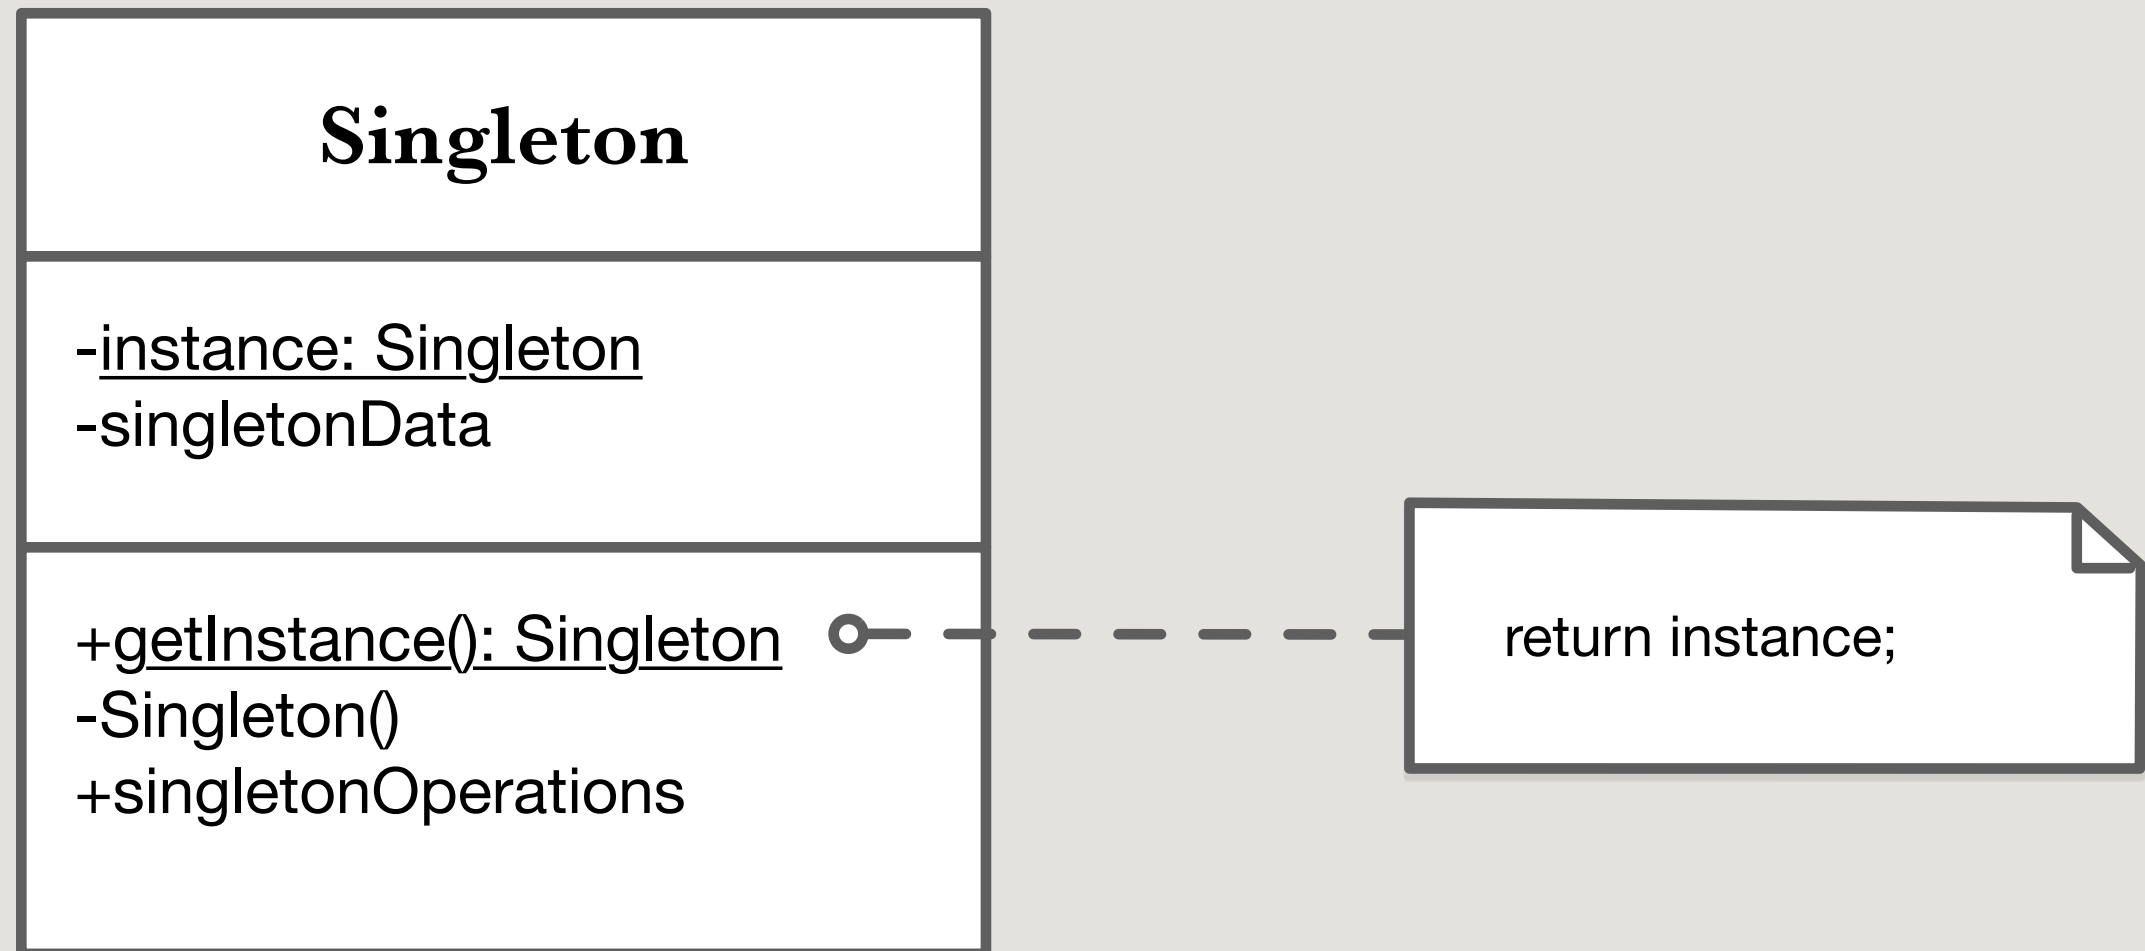 Singleton
-instance: Singleton
-singletonData
+getInstance(): Singleton
-Singleton()
+singletonOperations
return instance;